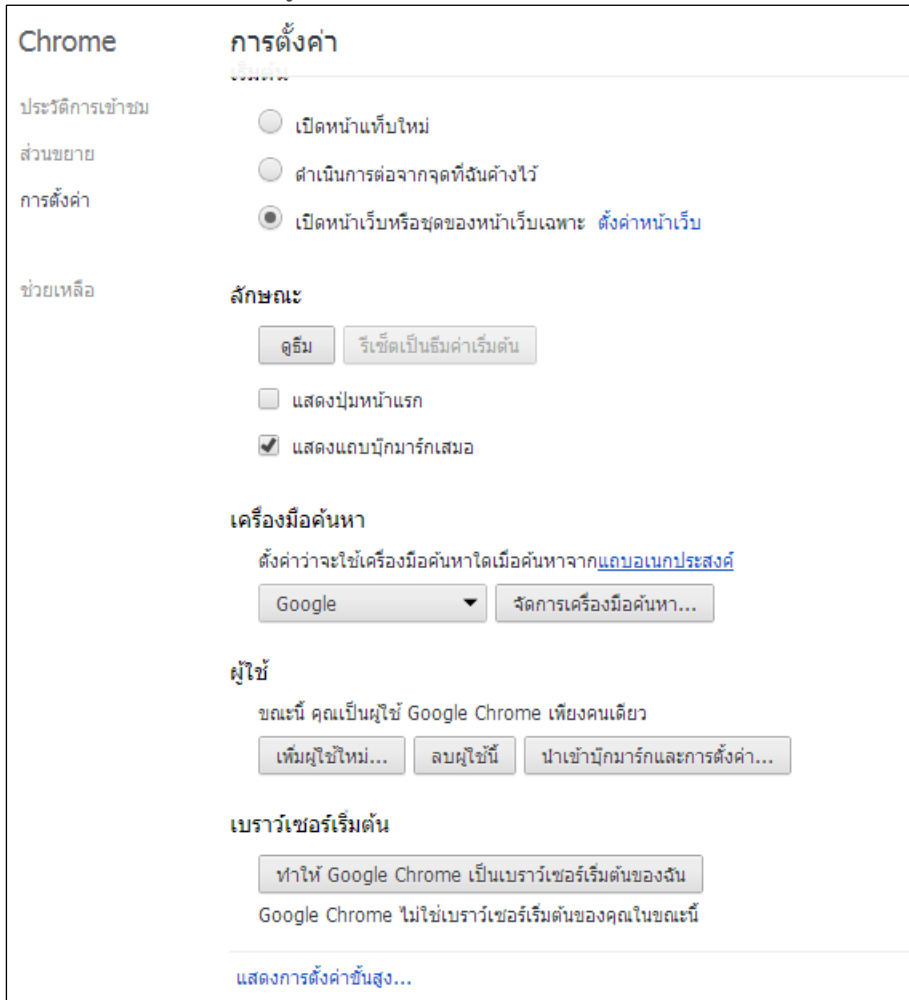 Chrome
การตั้งค่า
เริ่มต้น
ประวัติการเข้าชม
ส่วนขยาย
การตั้งค่า
ช่วยเหลือ
เปิดหน้าแท็บใหม่
ดำเนินการต่อจากจุดที่ฉันค้างไว้
เปิดหน้าเว็บหรือชุดของหน้าเว็บเฉพาะ ตั้งค่าหน้าเว็บ
ลักษณะ
ดูธีม รีเซ็ตเป็นธีมค่าเริ่มต้น
แสดงปุ่มหน้าแรก
แสดงแถบบุ๊กมาร์กเสมอ
เครื่องมือค้นหา
ตั้งค่าว่าจะใช้เครื่องมือค้นหาใดเมื่อค้นหาจากแถบอเนกประสงค์
Google จัดการเครื่องมือค้นหา...
ผู้ใช้
ขณะนี้ คุณเป็นผู้ใช้ Google Chrome เพียงคนเดียว
เพิ่มผู้ใช้ใหม่... ลบผู้ใช้นี้ นำเข้าบุ๊กมาร์กและการตั้งค่า...
เบราว์เซอร์เริ่มต้น
ทำให้ Google Chrome เป็นเบราว์เซอร์เริ่มต้นของฉัน
Google Chrome ไม่ใช่เบราว์เซอร์เริ่มต้นของคุณในขณะนี้
แสดงการตั้งค่าขั้นสูง...